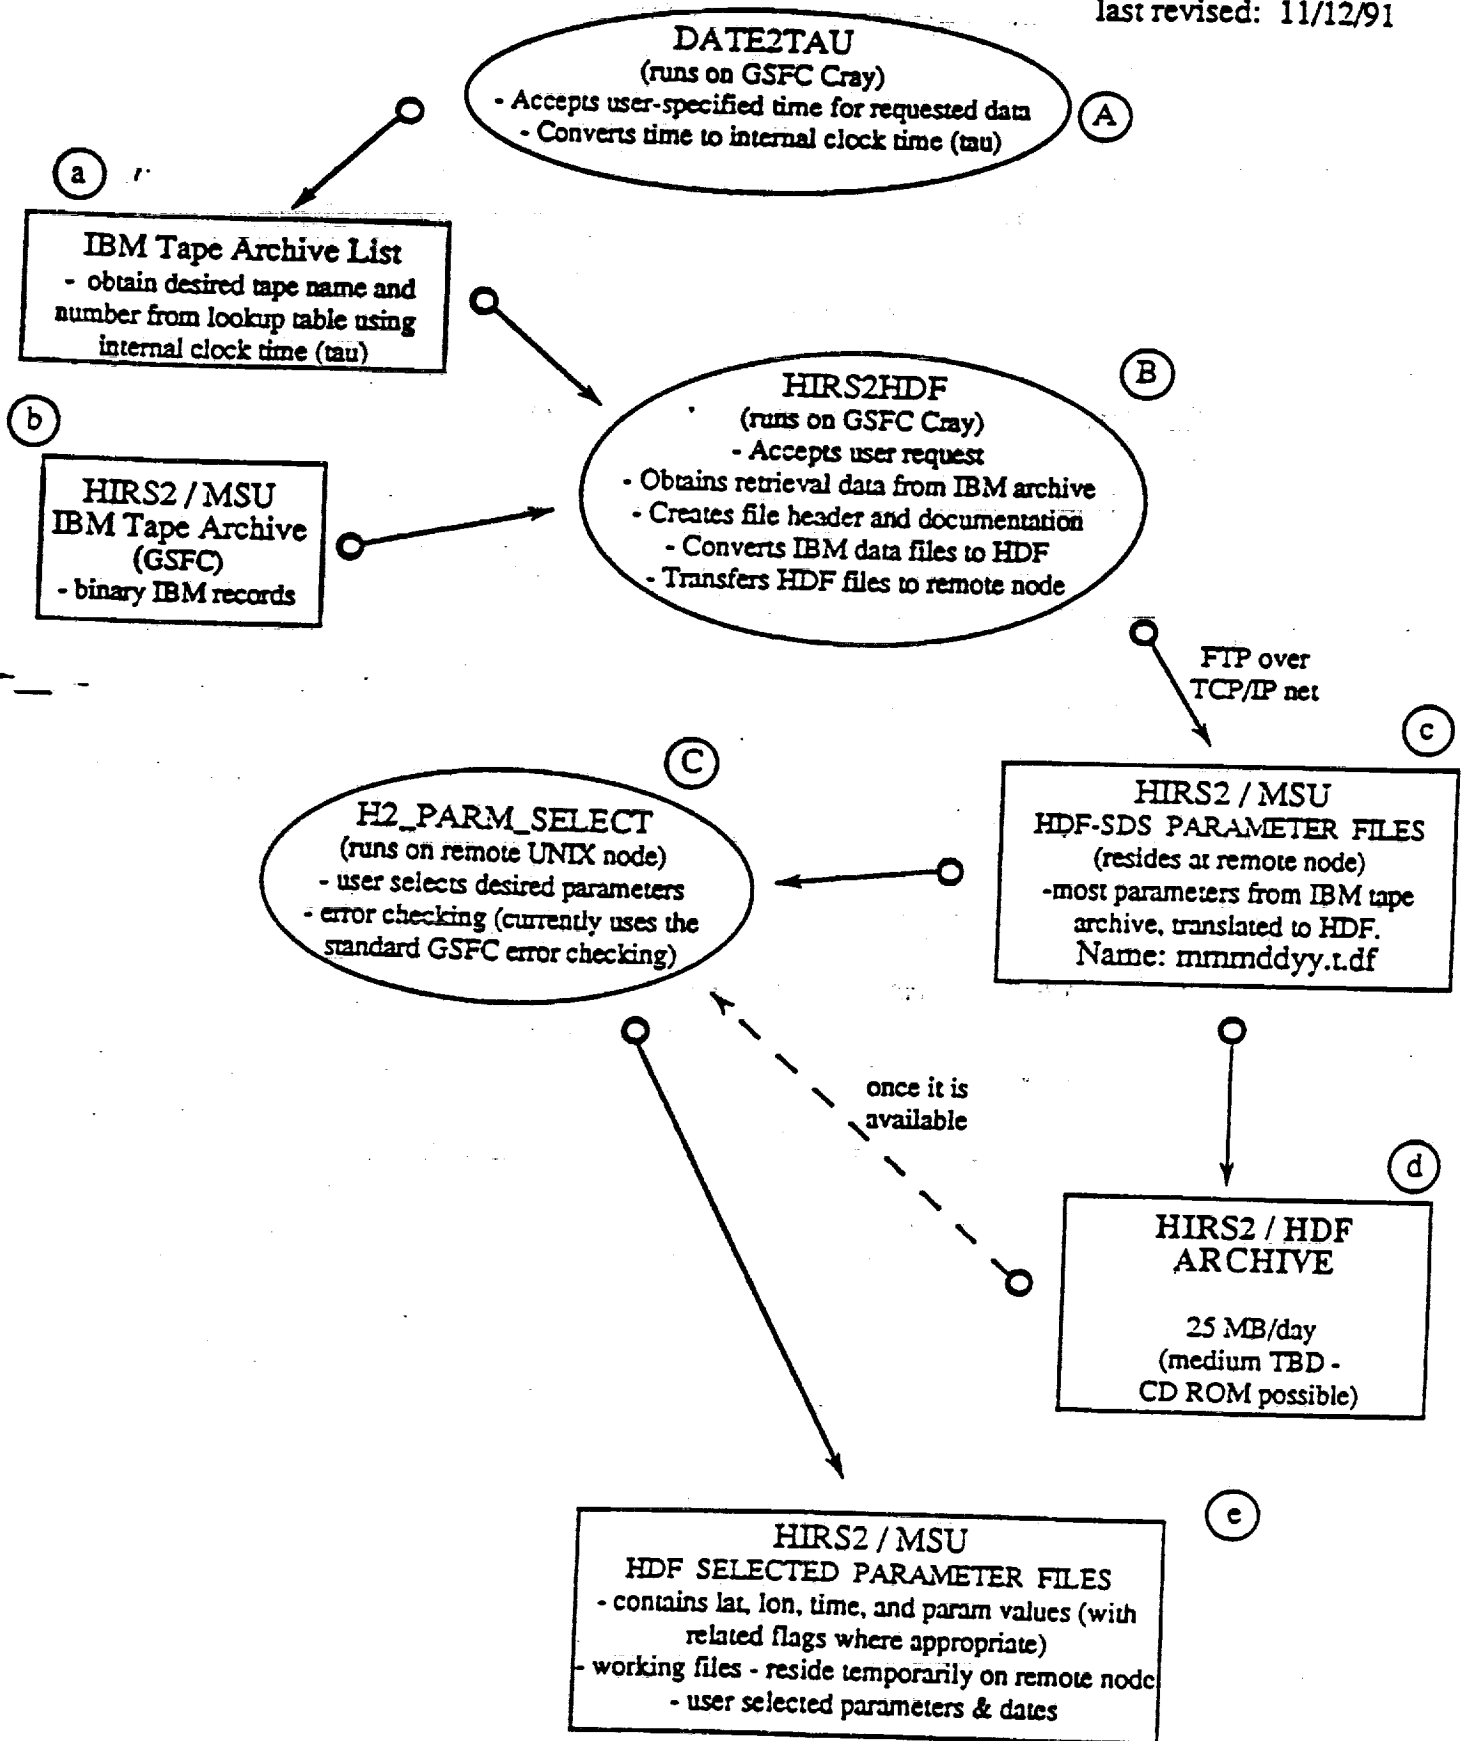 last revised: 11/12/91
DATE2TAU
(runs on GSFC Cray)
- Accepts user-specified time for requested data
- Converts time to internal clock time (tau)
A
a
IBM Tape Archive List
- obtain desired tape name and
number from lookup table using
internal clock time (tau)
B
HIRS2HDF
(runs on GSFC Cray)
- Accepts user request
- Obtains retrieval data from IBM archive
- Creates file header and documentation
- Converts IBM data files to HDF
- Transfers HDF files to remote node
b
HIRS2 / MSU
IBM Tape Archive
(GSFC)
- binary IBM records
FTP over
TCP/IP net
c
HIRS2 / MSU
HDF-SDS PARAMETER FILES
(resides at remote node)
-most parameters from IBM tape
archive, translated to HDF.
Name: mmmddyy.t.df
C
H2_PARM_SELECT
(runs on remote UNIX node)
- user selects desired parameters
- error checking (currently uses the
standard GSFC error checking)
once it is
available
d
HIRS2 / HDF
ARCHIVE
25 MB/day
(medium TBD -
CD ROM possible)
e
HIRS2 / MSU
HDF SELECTED PARAMETER FILES
- contains lat, lon, time, and param values (with
related flags where appropriate)
- working files - reside temporarily on remote node
- user selected parameters & dates